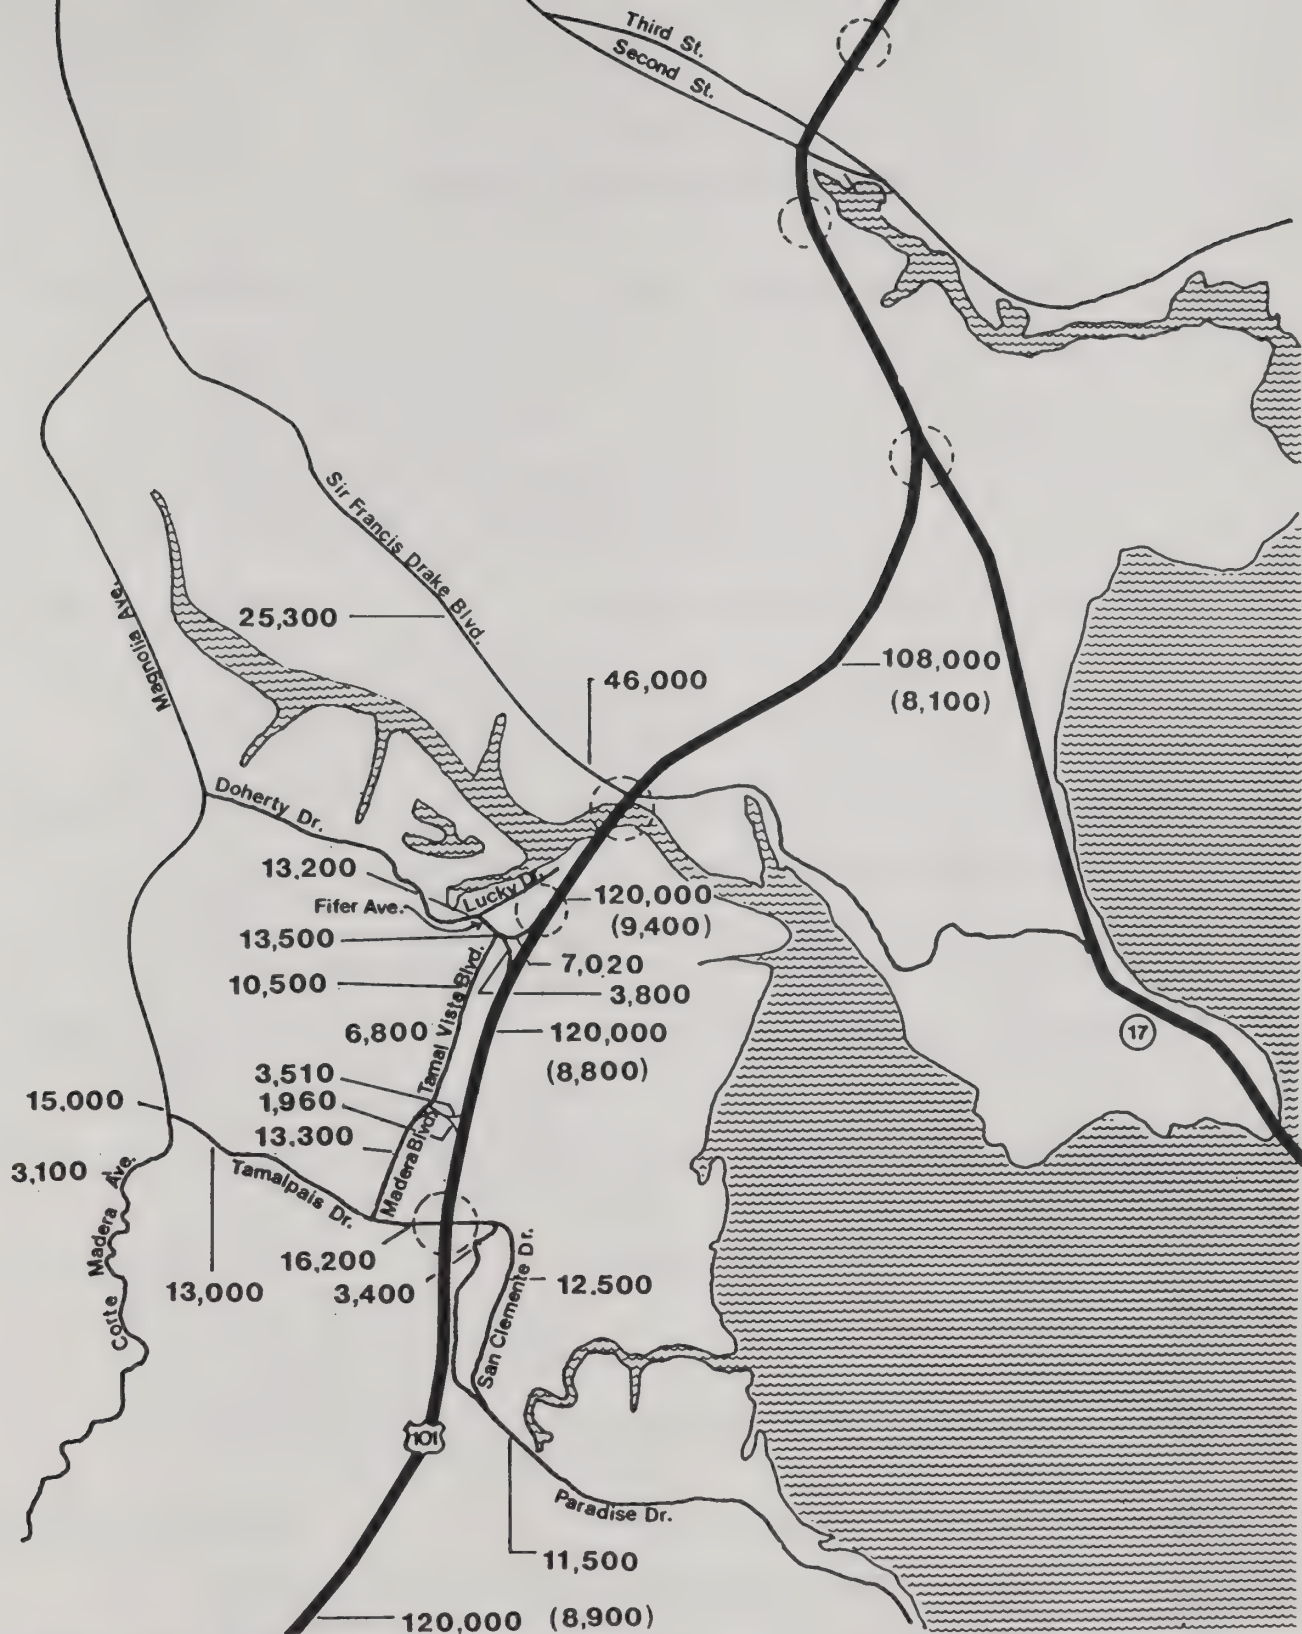 Third St.
Second St.
Sir Francis Drake Blvd.
Magnolia Ave.
25,300
46,000
108,000
(8,100)
Doherty Dr.
13,200
Lucky Dr.
120,000
(9,400)
Fifer Ave.
13,500
7,020
10,500
3,800
Tamal Vista Blvd.
6,800
120,000
(8,800)
17
3,510
1,960
15,000
13.300
Madera Blvd.
3,100
Corte Madera Ave.
Tamalpais Dr.
16,200
13,000
3,400
12.500
San Clemente Dr.
101
Paradise Dr.
11,500
120,000 (8,900)